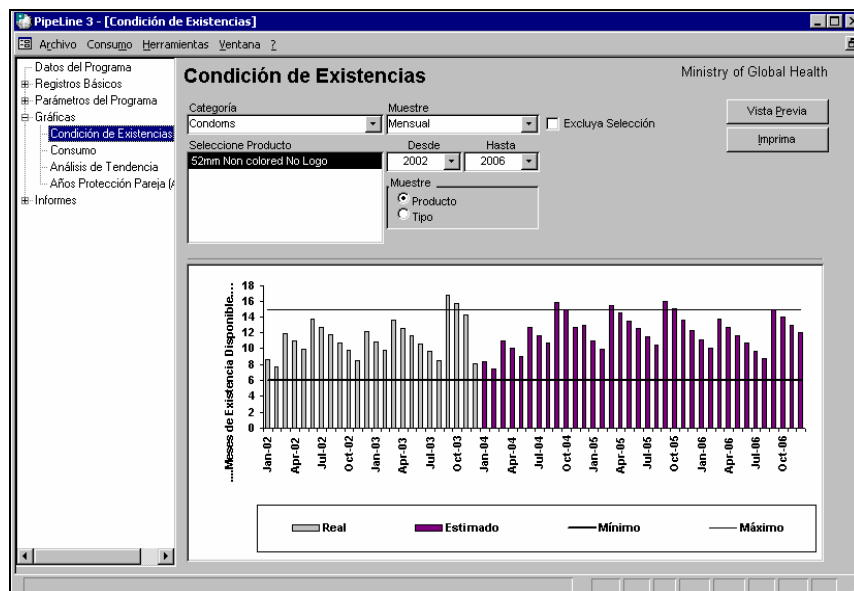 PipeLine 3 - [Condición de Existencias]
Archivo Consumo Herramientas Ventana ?
Datos del Programa
Registros Básicos
Parámetros del Programa
Gráficas
Condición de Existencias
Consumo
Análisis de Tendencia
Años Protección Pareja (A
Informes
Condición de Existencias
Ministry of Global Health
Categoría
Condoms
Muestre
Mensual
Excluya Selección
Vista Previa
Imprima
Seleccione Producto
52mm Non colored No Logo
Desde
2002
Hasta
2006
Muestre
Producto
Tipo
....Meses de Existencia Disponible....
18
16
14
12
10
8
6
4
2
0
Jan-02
Apr-02
Jul-02
Oct-02
Jan-03
Apr-03
Jul-03
Oct-03
Jan-04
Apr-04
Jul-04
Oct-04
Jan-05
Apr-05
Jul-05
Oct-05
Jan-06
Apr-06
Jul-06
Oct-06
Real
Estimado
Mínimo
Máximo